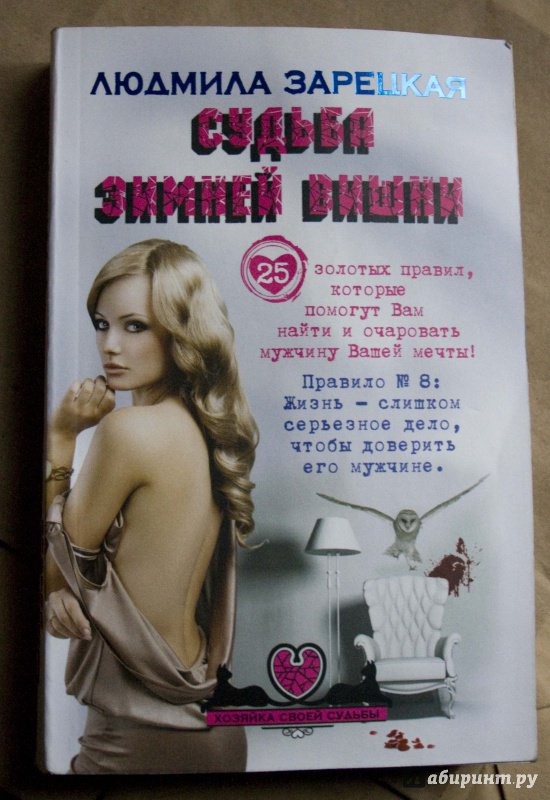 ЛЮДМИЛА ЗАРЕЦКАЯ
СУДЬБА
ЗИМНЕЙ ВИШНИ
25 золотых правил,
которые
помогут Вам
найти и очаровать
мужчину Вашей мечты!
Правило № 8:
Жизнь – слишком
серьезное дело,
чтобы доверить
его мужчине.
ХОЗЯЙКА СВОЕЙ СУДЬБЫ
абиринт.ру